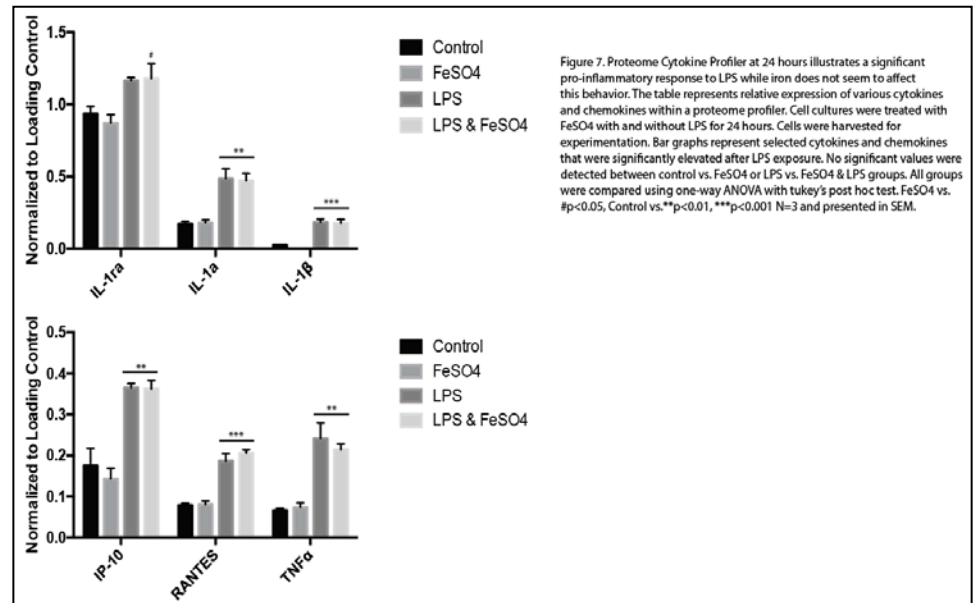 Normalized to Loading Control
1.5
1.0
0.5
0.0
#
**
***
IL-1ra
IL-1a
IL-1β
Control
FeSO4
LPS
LPS & FeSO4
Figure 7. Proteome Cytokine Profiler at 24 hours illustrates a significant
pro-inflammatory response to LPS while iron does not seem to affect
this behavior. The table represents relative expression of various cytokines
and chemokines within a proteome profiler. Cell cultures were treated with
FeSO4 with and without LPS for 24 hours. Cells were harvested for
experimentation. Bar graphs represent selected cytokines and chemokines
that were significantly elevated after LPS exposure. No significant values were
detected between control vs. FeSO4 or LPS vs. FeSO4 & LPS groups. All groups
were compared using one-way ANOVA with tukey's post hoc test. FeSO4 vs.
#p<0.05, Control vs.**p<0.01, ***p<0.001 N=3 and presented in SEM.
Normalized to Loading Control
0.5
0.4
0.3
0.2
0.1
0.0
**
***
**
IP-10
RANTES
TNFα
Control
FeSO4
LPS
LPS & FeSO4